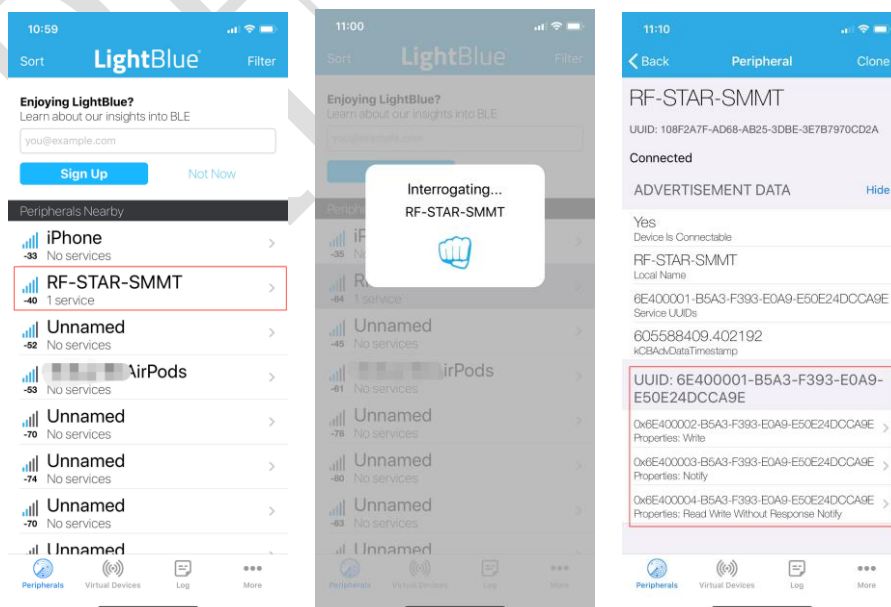 10:59
Sort LightBlue Filter
Enjoying LightBlue?
Learn about our insights into BLE
you@example.com
Sign Up Not Now
Peripherals Nearby
iPhone
-33 No services
RF-STAR-SMMT
-40 1 service
Unnamed
-52 No services
AirPods
-53 No services
Unnamed
-70 No services
Unnamed
-74 No services
Unnamed
-70 No services
Unnamed
Peripherals Virtual Devices Log More
11:00
Sort LightBlue Filter
Enjoying LightBlue?
Learn about our insights into BLE
Interrogating...
RF-STAR-SMMT
-35
-64 1 service
Unnamed
-45 No services
irPods
-61 No services
Unnamed
-76 No services
Unnamed
-80 No services
Unnamed
-63 No services
Unnamed
Peripherals Virtual Devices Log More
11:10
Back Peripheral Clone
RF-STAR-SMMT
UUID: 108F2A7F-AD68-AB25-3DBE-3E7B7970CD2A
Connected
ADVERTISEMENT DATA Hide
Yes
Device Is Connectable
RF-STAR-SMMT
Local Name
6E400001-B5A3-F393-E0A9-E50E24DCCA9E
Service UUIDs
605588409.402192
kCBAdvDataTimestamp
UUID: 6E400001-B5A3-F393-E0A9-
E50E24DCCA9E
0x6E400002-B5A3-F393-E0A9-E50E24DCCA9E
Properties: Write
0x6E400003-B5A3-F393-E0A9-E50E24DCCA9E
Properties: Notify
0x6E400004-B5A3-F393-E0A9-E50E24DCCA9E
Properties: Read Write Without Response Notify
Peripherals Virtual Devices Log More